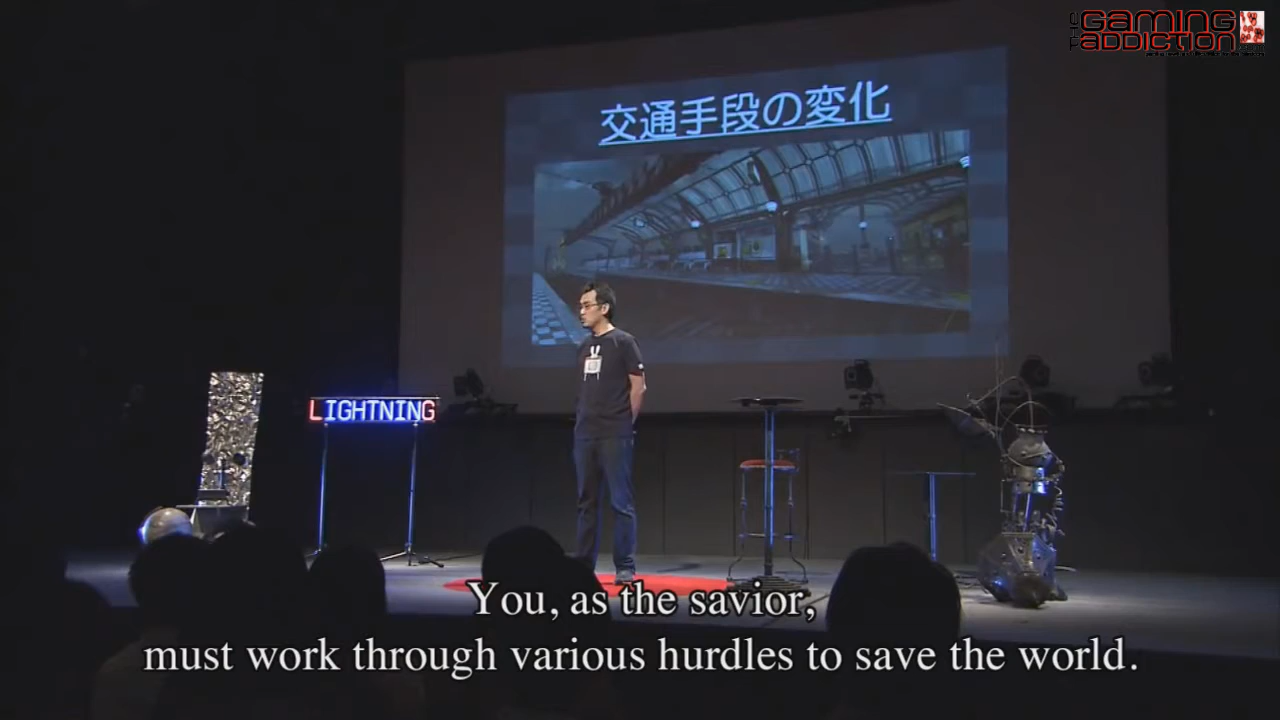 THE
GAMING
ADDICTION
交通手段の変化
LIGHTNING
You, as the savior,
must work through various hurdles to save the world.